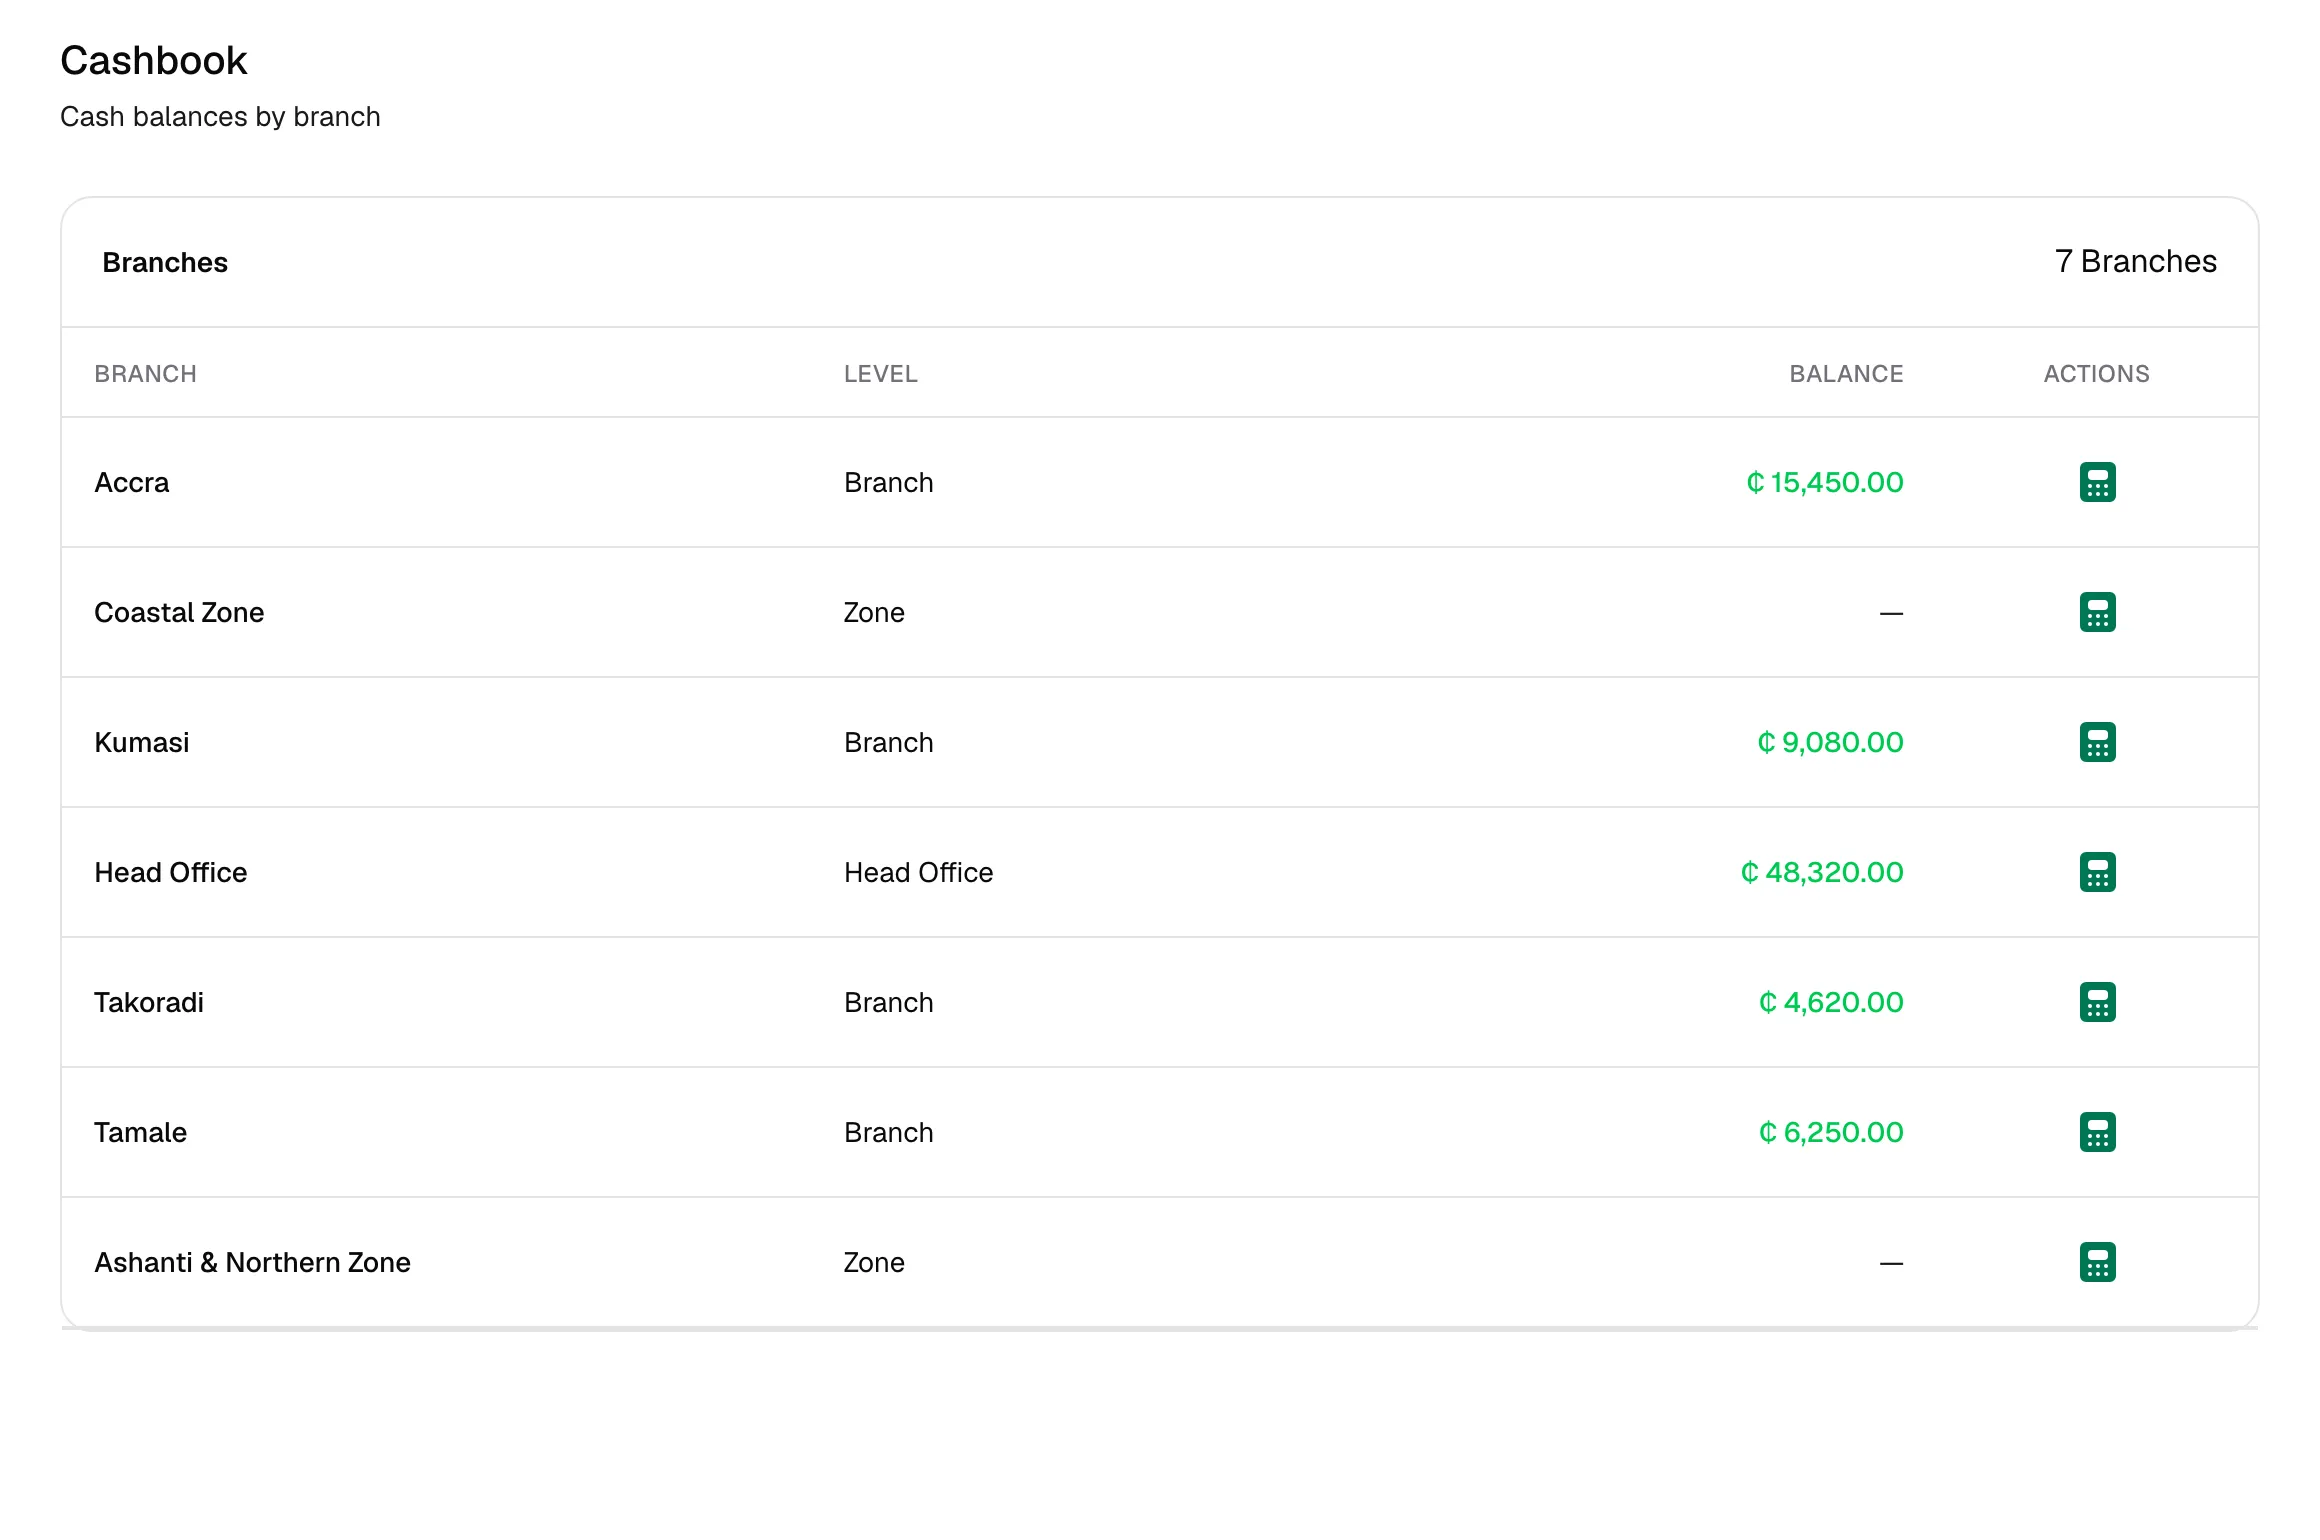 Cashbook
Cash balances by branch
Branches 7 Branches
BRANCH LEVEL BALANCE ACTIONS
Accra Branch ₵ 15,450.00
Coastal Zone Zone —
Kumasi Branch ₵ 9,080.00
Head Office Head Office ₵ 48,320.00
Takoradi Branch ₵ 4,620.00
Tamale Branch ₵ 6,250.00
Ashanti & Northern Zone Zone —